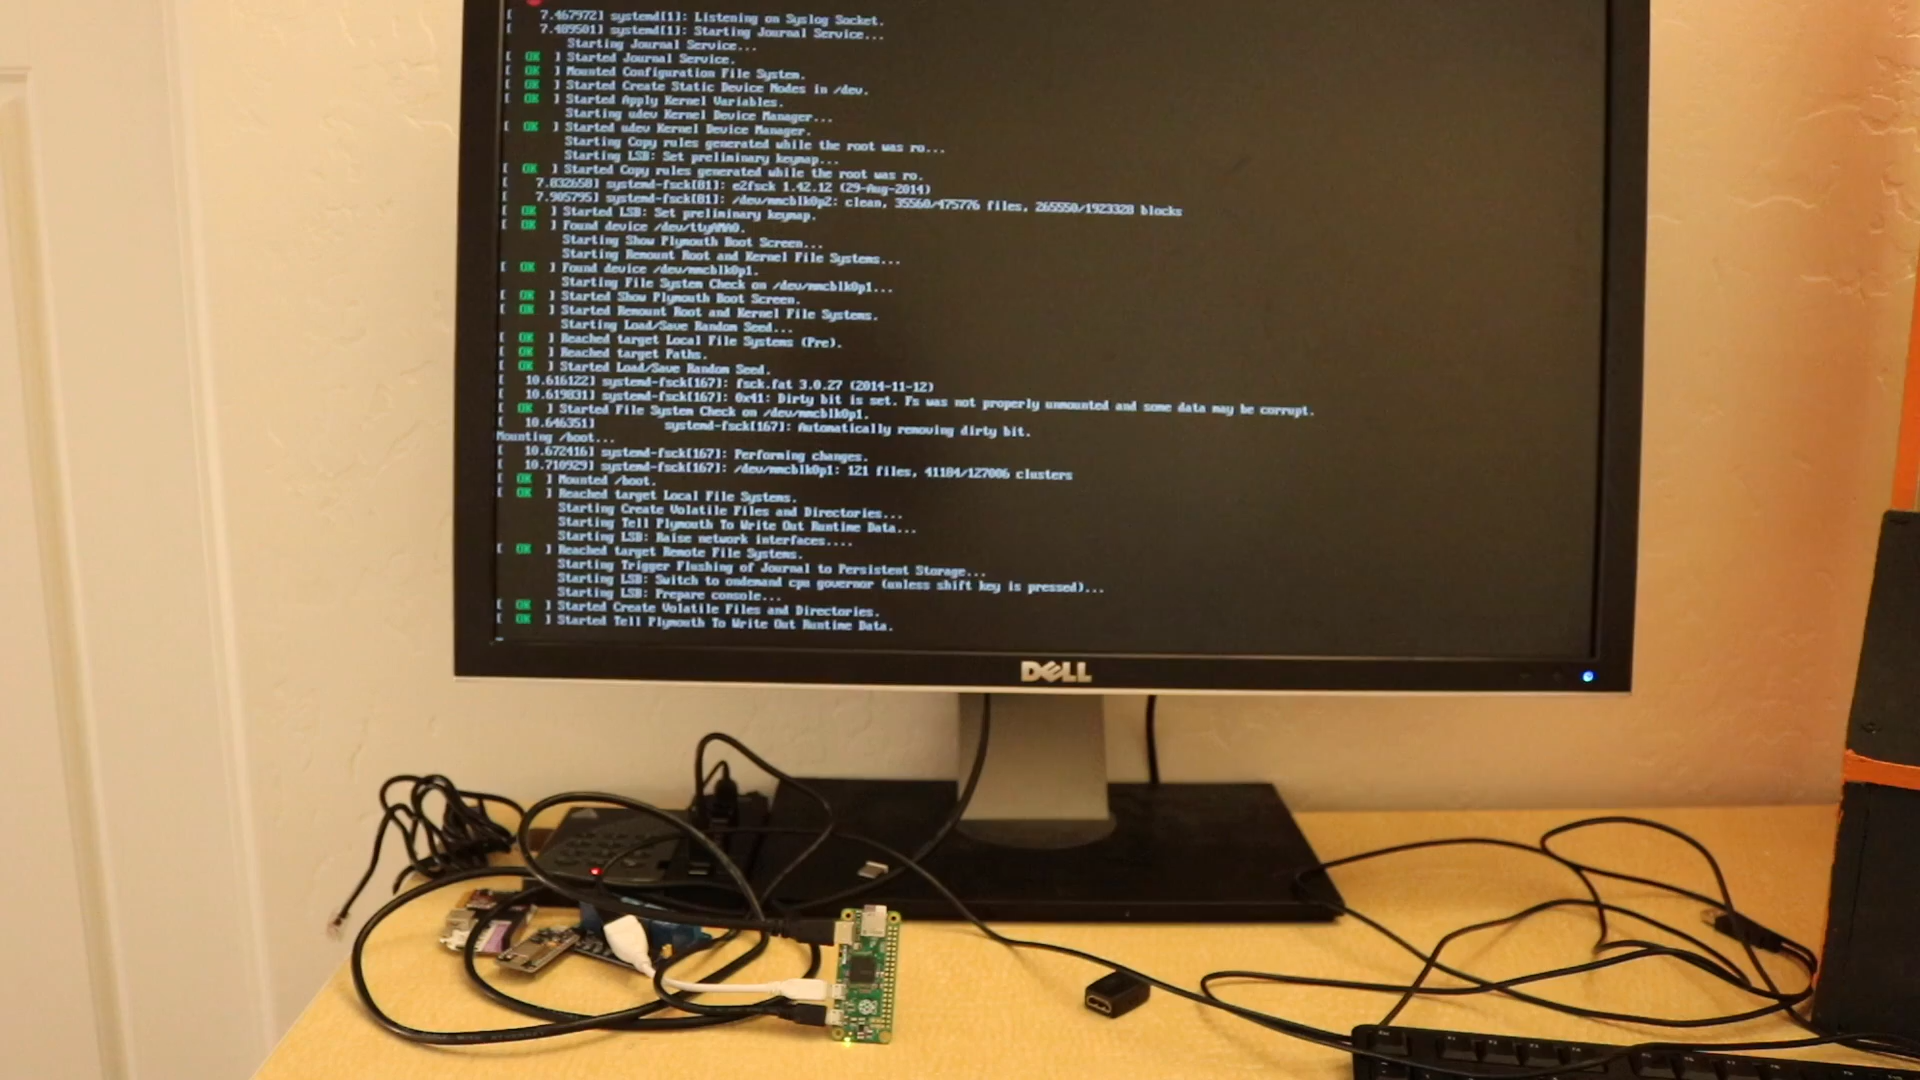 [    7.467972] systemd[1]: Listening on Syslog Socket.
[    7.489501] systemd[1]: Starting Journal Service...
         Starting Journal Service...
[  OK  ] Started Journal Service.
[  OK  ] Mounted Configuration File System.
[  OK  ] Started Create Static Device Nodes in /dev.
[  OK  ] Started Apply Kernel Variables.
         Starting udev Kernel Device Manager...
[  OK  ] Started udev Kernel Device Manager.
         Starting Copy rules generated while the root was ro...
         Starting LSB: Set preliminary keymap...
[  OK  ] Started Copy rules generated while the root was ro.
[    7.832658] systemd-fsck[81]: e2fsck 1.42.12 (29-Aug-2014)
[    7.905795] systemd-fsck[81]: /dev/mmcblk0p2: clean, 35560/475776 files, 265550/1923328 blocks
[  OK  ] Started LSB: Set preliminary keymap.
[  OK  ] Found device /dev/ttyAMA0.
         Starting Show Plymouth Boot Screen...
         Starting Remount Root and Kernel File Systems...
[  OK  ] Found device /dev/mmcblk0p1.
         Starting File System Check on /dev/mmcblk0p1...
[  OK  ] Started Show Plymouth Boot Screen.
[  OK  ] Started Remount Root and Kernel File Systems.
         Starting Load/Save Random Seed...
[  OK  ] Reached target Local File Systems (Pre).
[  OK  ] Reached target Paths.
[  OK  ] Started Load/Save Random Seed.
[   10.616122] systemd-fsck[167]: fsck.fat 3.0.27 (2014-11-12)
[   10.619831] systemd-fsck[167]: 0x41: Dirty bit is set. Fs was not properly unmounted and some data may be corrupt.
[  OK  ] Started File System Check on /dev/mmcblk0p1.
[   10.646351]         systemd-fsck[167]: Automatically removing dirty bit.
Mounting /boot...
[   10.672416] systemd-fsck[167]: Performing changes.
[   10.710929] systemd-fsck[167]: /dev/mmcblk0p1: 121 files, 41184/127006 clusters
[  OK  ] Mounted /boot.
[  OK  ] Reached target Local File Systems.
         Starting Create Volatile Files and Directories...
         Starting Tell Plymouth To Write Out Runtime Data...
         Starting LSB: Raise network interfaces....
[  OK  ] Reached target Remote File Systems.
         Starting Trigger Flushing of Journal to Persistent Storage...
         Starting LSB: Switch to ondemand cpu governor (unless shift key is pressed)...
         Starting LSB: Prepare console...
[  OK  ] Started Create Volatile Files and Directories.
[  OK  ] Started Tell Plymouth To Write Out Runtime Data.
DELL